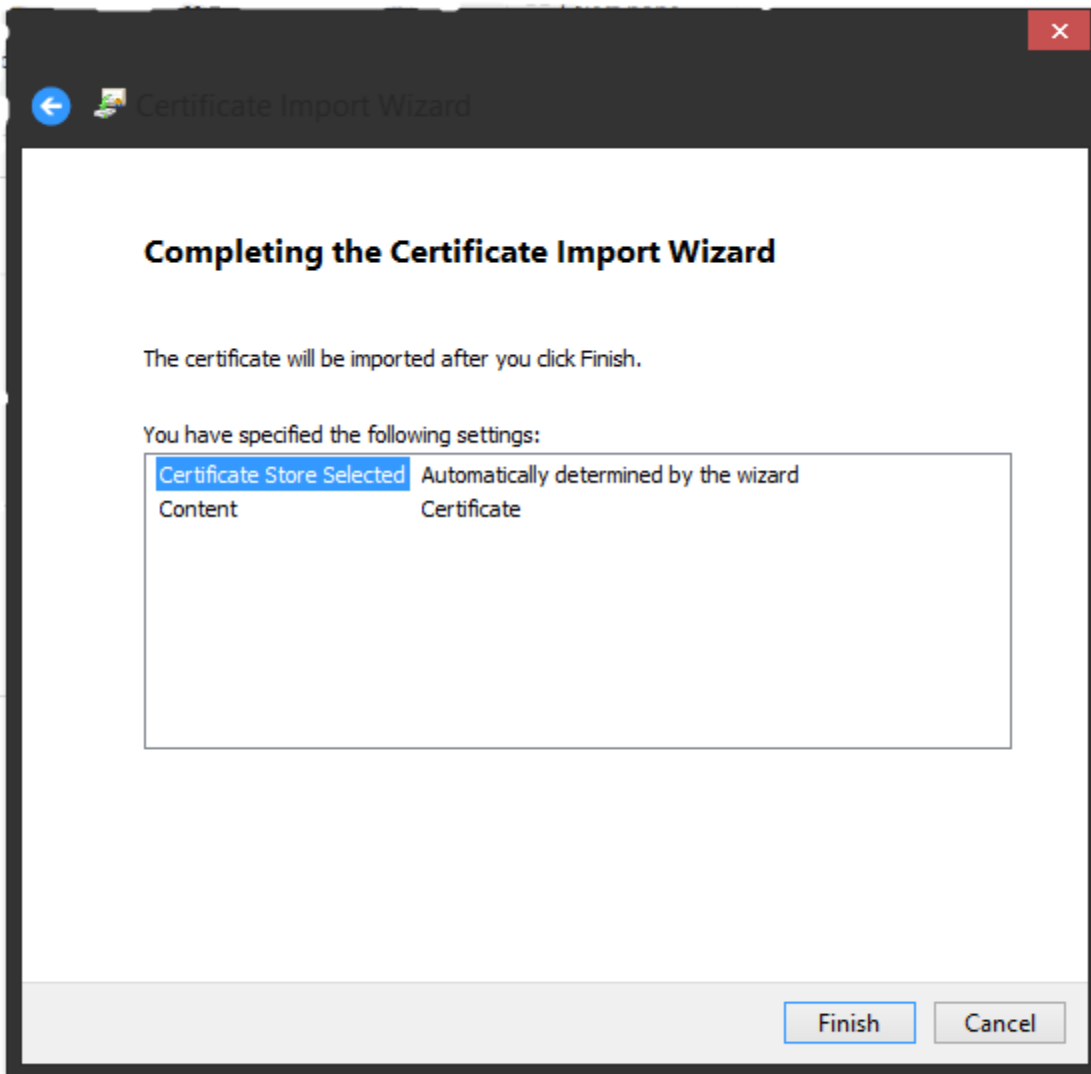 Certificate Import Wizard
Completing the Certificate Import Wizard
The certificate will be imported after you click Finish.
You have specified the following settings:
Certificate Store Selected Automatically determined by the wizard
Content Certificate
Finish Cancel